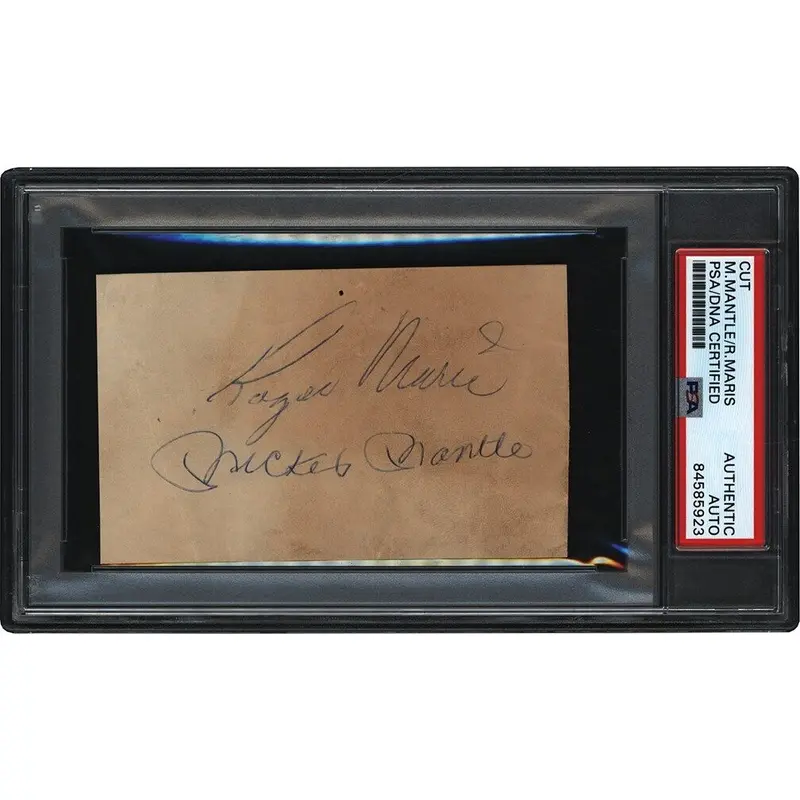 Roger Maris
Mickey Mantle
CUT
M.MANTLE/R.MARIS
PSA/DNA CERTIFIED
AUTHENTIC
AUTO
84585923
PSA